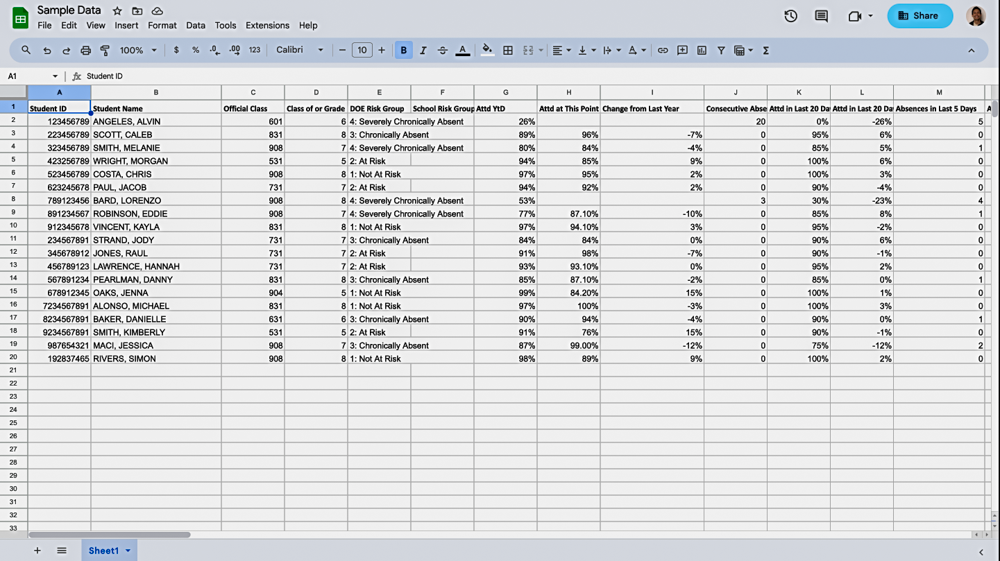 Sample Data
File Edit View Insert Format Data Tools Extensions Help
Share
100% $ % .0 .00 123 Calibri 10 B I S A
A1 fx Student ID
A B C D E F G H I J K L M
1 Student ID Student Name Official Class Class of or Grade DOE Risk Group School Risk Group Attd YtD Attd at This Point Change from Last Year Consecutive Abse Attd in Last 20 Da Attd in Last 20 Da Absences in Last 5 Days A
2 123456789 ANGELES, ALVIN 601 6 4: Severely Chronically Absent 26% 20 0% -26% 5
3 223456789 SCOTT, CALEB 831 8 3: Chronically Absent 89% 96% -7% 0 95% 6% 0
4 323456789 SMITH, MELANIE 908 7 4: Severely Chronically Absent 80% 84% -4% 0 85% 5% 1
5 423256789 WRIGHT, MORGAN 531 5 2: At Risk 94% 85% 9% 0 100% 6% 0
6 523456789 COSTA, CHRIS 908 8 1: Not At Risk 97% 95% 2% 0 100% 3% 0
7 623245678 PAUL, JACOB 731 7 2: At Risk 94% 92% 2% 0 90% -4% 0
8 789123456 BARD, LORENZO 908 8 4: Severely Chronically Absent 53% 3 30% -23% 4
9 891234567 ROBINSON, EDDIE 908 7 4: Severely Chronically Absent 77% 87.10% -10% 0 85% 8% 1
10 912345678 VINCENT, KAYLA 831 8 1: Not At Risk 97% 94.10% 3% 0 95% -2% 0
11 234567891 STRAND, JODY 731 7 3: Chronically Absent 84% 84% 0% 0 90% 6% 0
12 345678912 JONES, RAUL 731 7 2: At Risk 91% 98% -7% 0 90% -1% 0
13 456789123 LAWRENCE, HANNAH 731 7 2: At Risk 93% 93.10% 0% 0 95% 2% 0
14 567891234 PEARLMAN, DANNY 831 8 3: Chronically Absent 85% 87.10% -2% 0 85% 0% 1
15 678912345 OAKS, JENNA 904 5 1: Not At Risk 99% 84.20% 15% 0 100% 1% 0
16 7234567891 ALONSO, MICHAEL 831 8 1: Not At Risk 97% 100% -3% 0 100% 3% 0
17 8234567891 BAKER, DANIELLE 631 6 3: Chronically Absent 90% 94% -4% 0 90% 0% 1
18 9234567891 SMITH, KIMBERLY 531 5 2: At Risk 91% 76% 15% 0 90% -1% 0
19 987654321 MACI, JESSICA 908 7 3: Chronically Absent 87% 99.00% -12% 0 75% -12% 2
20 192837465 RIVERS, SIMON 908 8 1: Not At Risk 98% 89% 9% 0 100% 2% 0
21
22
23
24
25
26
27
28
29
30
31
32
33
Sheet1